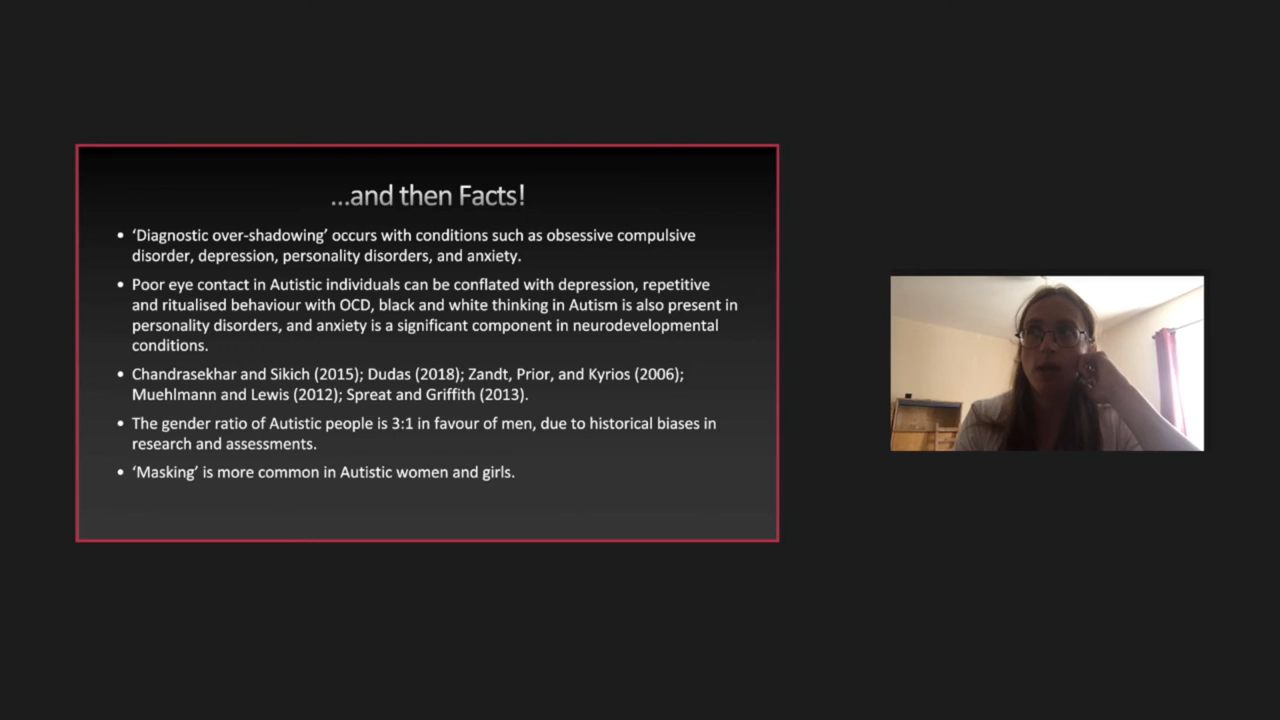 ...and then Facts!
• ‘Diagnostic over-shadowing’ occurs with conditions such as obsessive compulsive
disorder, depression, personality disorders, and anxiety.
• Poor eye contact in Autistic individuals can be conflated with depression, repetitive
and ritualised behaviour with OCD, black and white thinking in Autism is also present in
personality disorders, and anxiety is a significant component in neurodevelopmental
conditions.
• Chandrasekhar and Sikich (2015); Dudas (2018); Zandt, Prior, and Kyrios (2006);
Muehlmann and Lewis (2012); Spreat and Griffith (2013).
• The gender ratio of Autistic people is 3:1 in favour of men, due to historical biases in
research and assessments.
• ‘Masking’ is more common in Autistic women and girls.